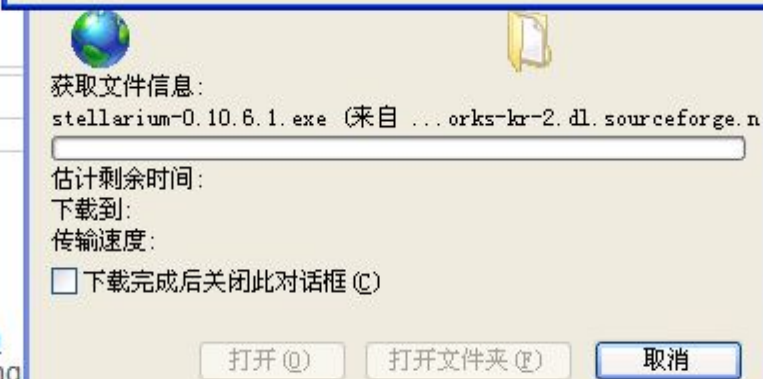 获取文件信息:
stellarium-0.10.6.1.exe (来自 ...orks-kr-2.dl.sourceforge.n
估计剩余时间:
下载到:
传输速度:
下载完成后关闭此对话框(C)
打开(O) 打开文件夹(F) 取消